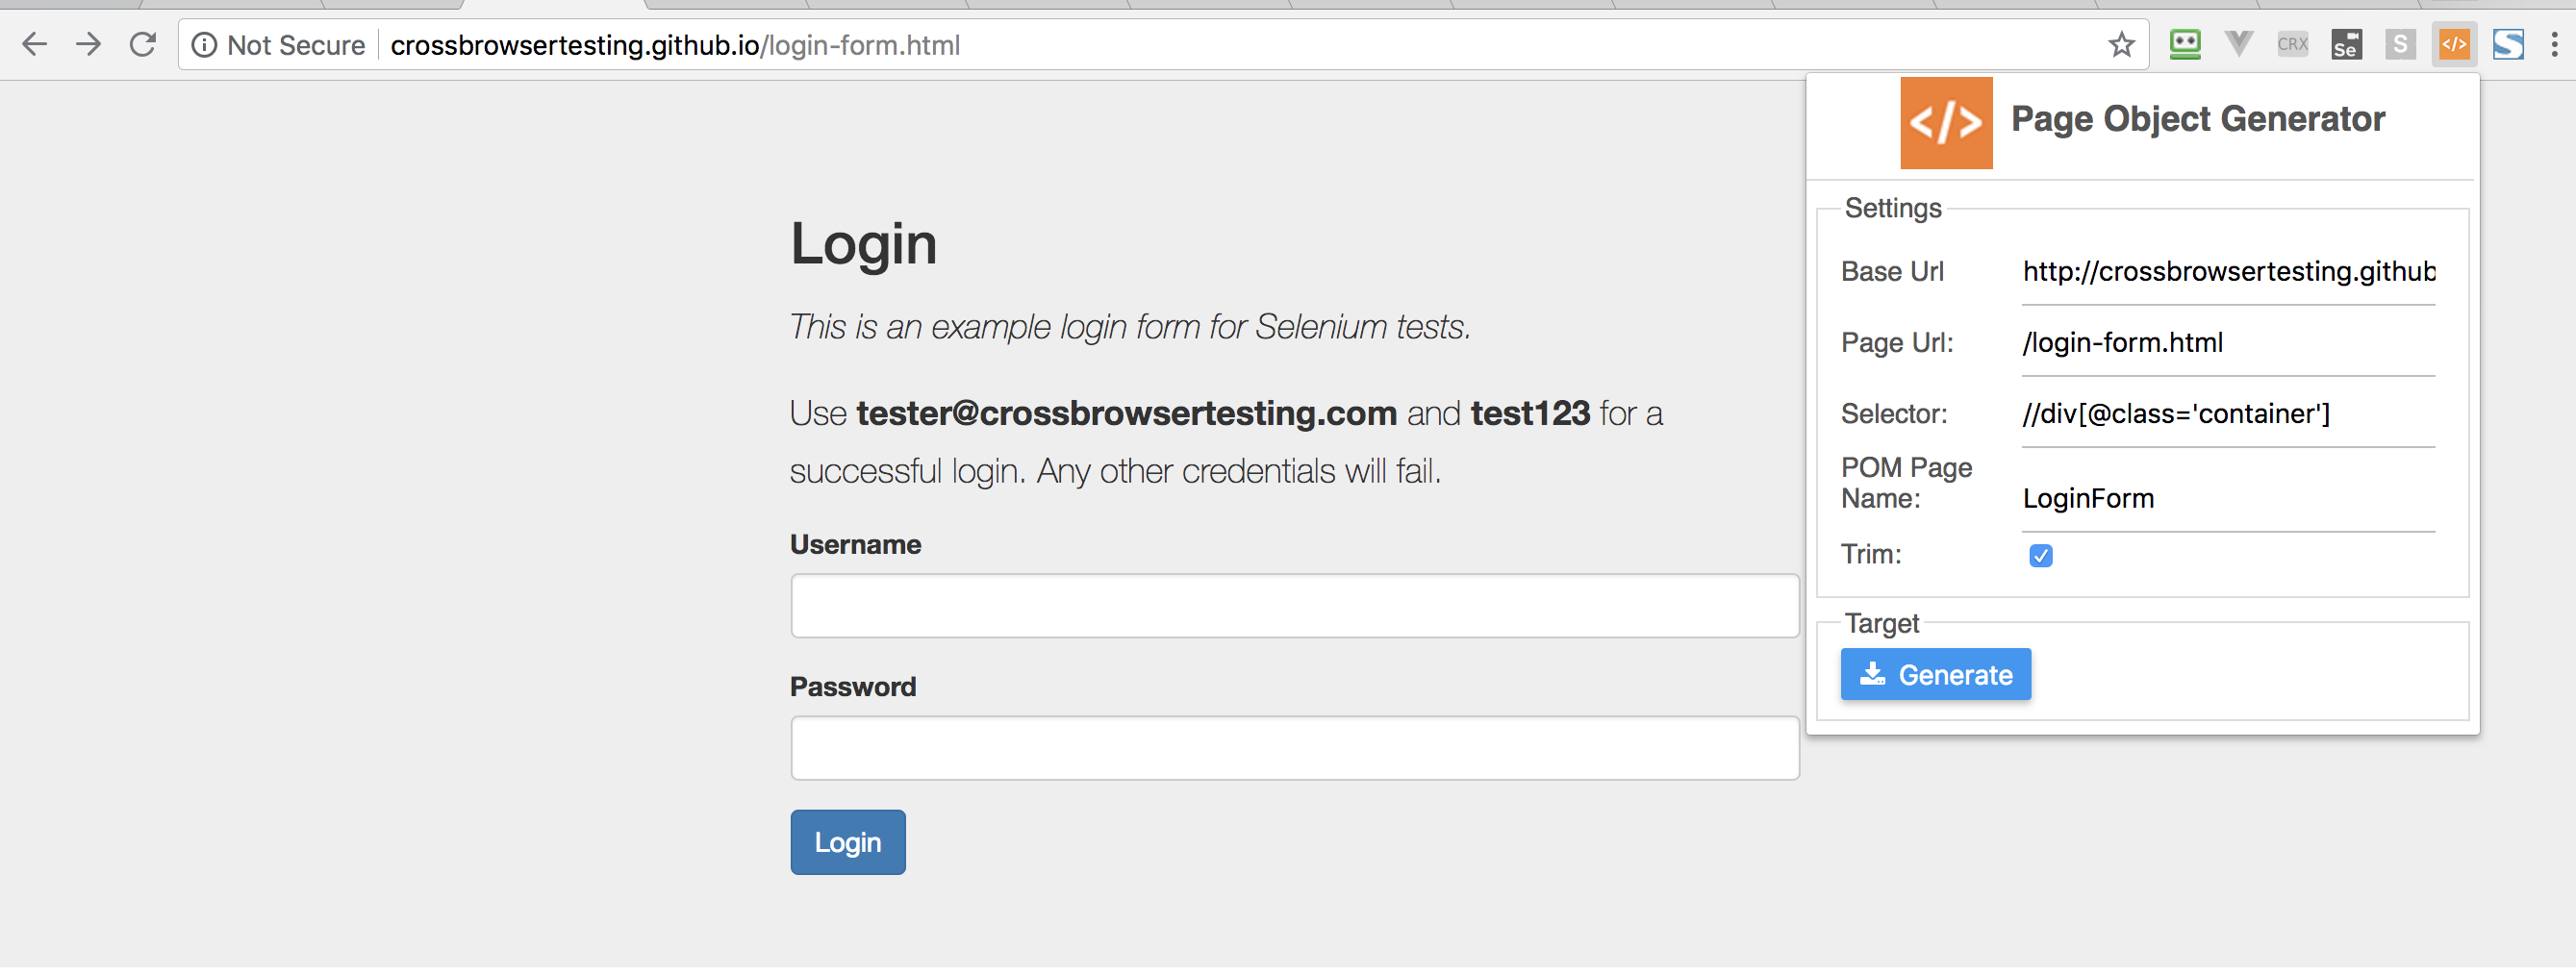 Not Secure crossbrowsertesting.github.io/login-form.html
CRX
Se
S
</>
S
</> Page Object Generator
Settings
Base Url http://crossbrowsertesting.github
Page Url: /login-form.html
Selector: //div[@class='container']
POM Page
Name: LoginForm
Trim:
Target
Generate
Login
This is an example login form for Selenium tests.
Use tester@crossbrowsertesting.com and test123 for a
successful login. Any other credentials will fail.
Username
Password
Login